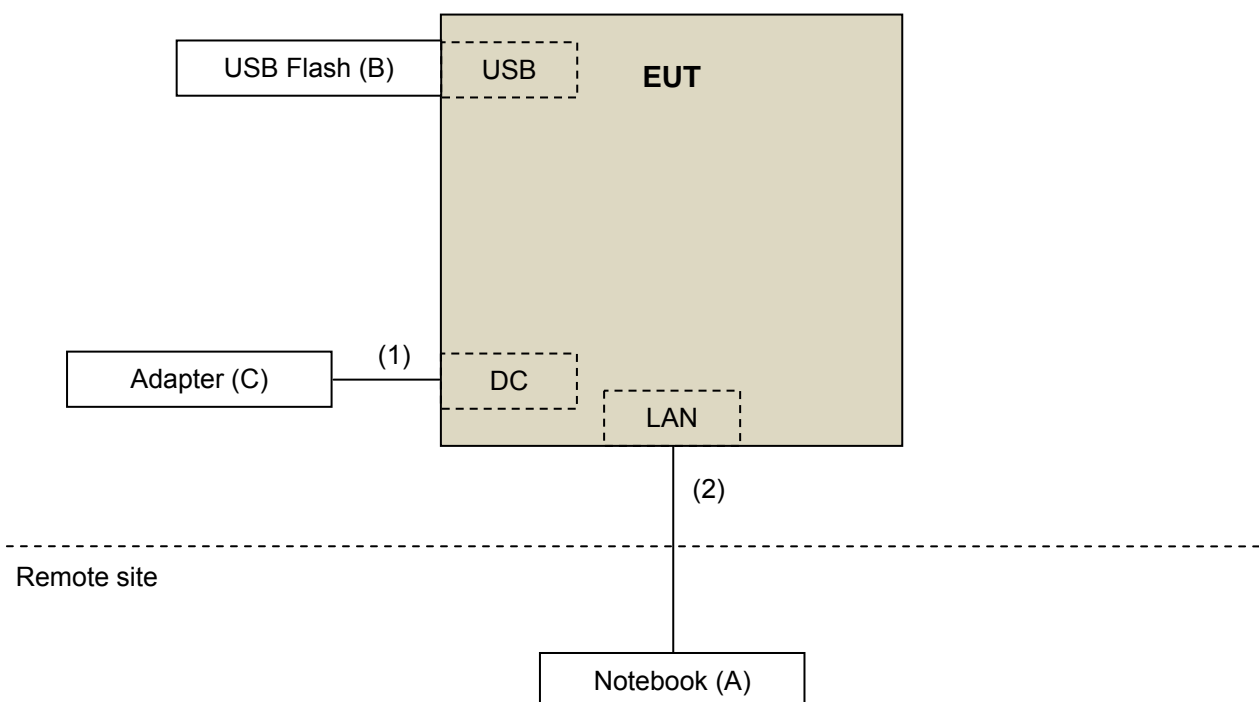 USB Flash (B)
USB
EUT
(1)
Adapter (C)
DC
LAN
(2)
Remote site
Notebook (A)